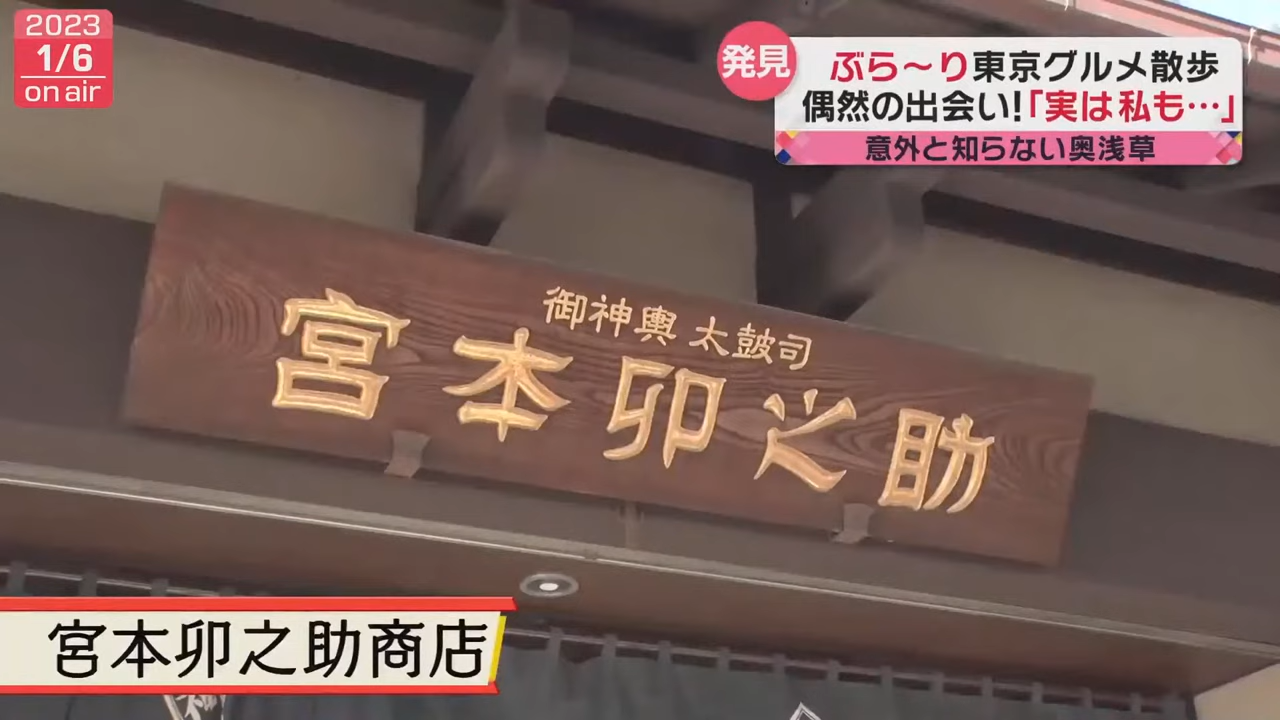 2023
1/6
on air
発見
ぶら〜り東京グルメ散歩
偶然の出会い!「実は私も…」
意外と知らない奥浅草
御神輿 太鼓司
宮本卯之助
宮本卯之助商店